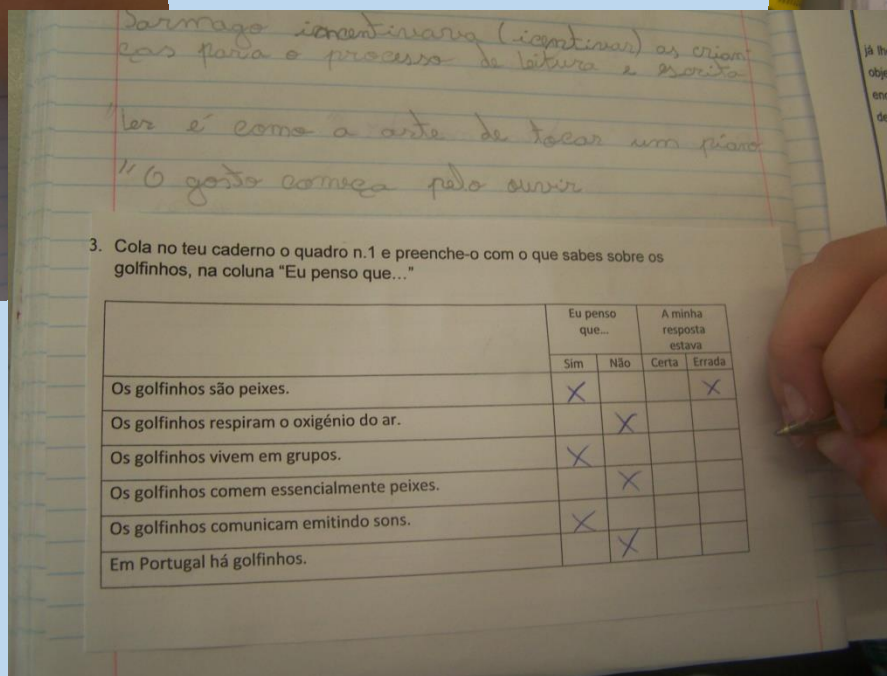 Sarmago incentivava (icentivar) as crian-
ças para o processo de leitura e escrita
"ler é como a arte de tocar um piano
"O gosto começa pelo ouvir
3. Cola no teu caderno o quadro n.1 e preenche-o com o que sabes sobre os
golfinhos, na coluna “Eu penso que...”
Eu penso
que...
A minha
resposta
estava
Sim Não Certa Errada
Os golfinhos são peixes. X X
Os golfinhos respiram o oxigénio do ar. X
Os golfinhos vivem em grupos. X
Os golfinhos comem essencialmente peixes. X
Os golfinhos comunicam emitindo sons. X
Em Portugal há golfinhos. X
já
obje
en
de